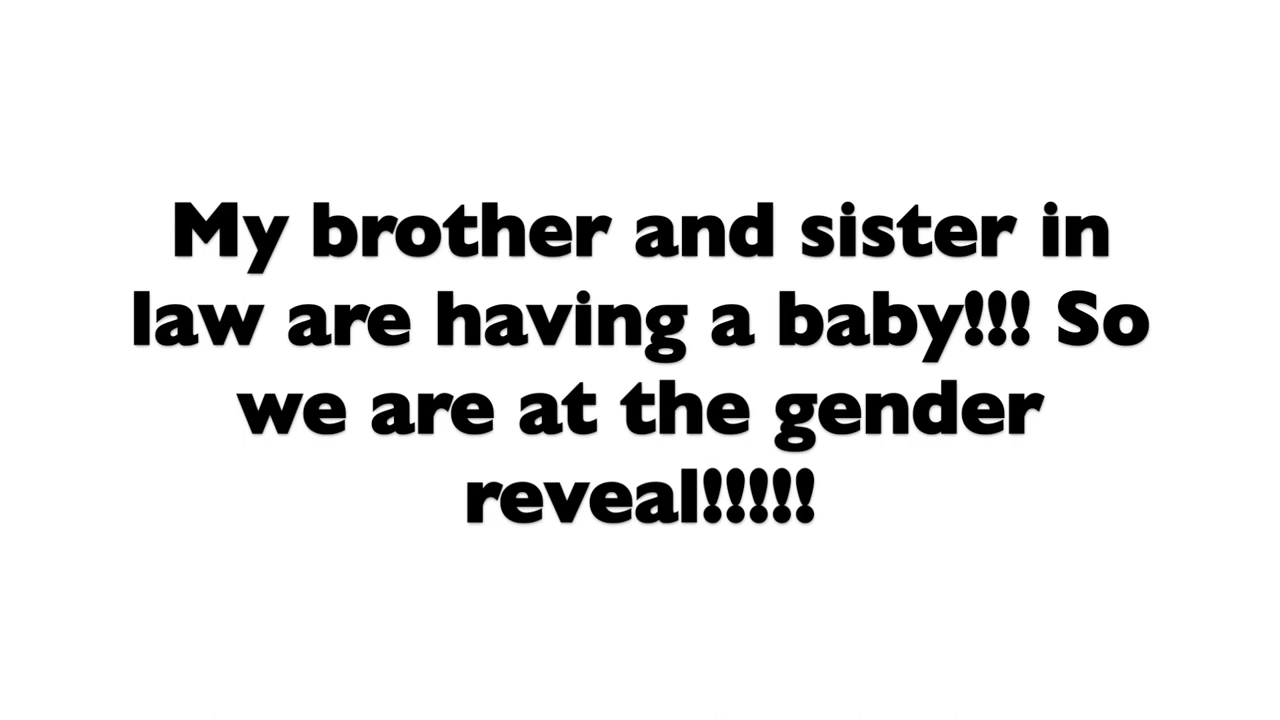 My brother and sister in
law are having a baby!!! So
we are at the gender
reveal!!!!!